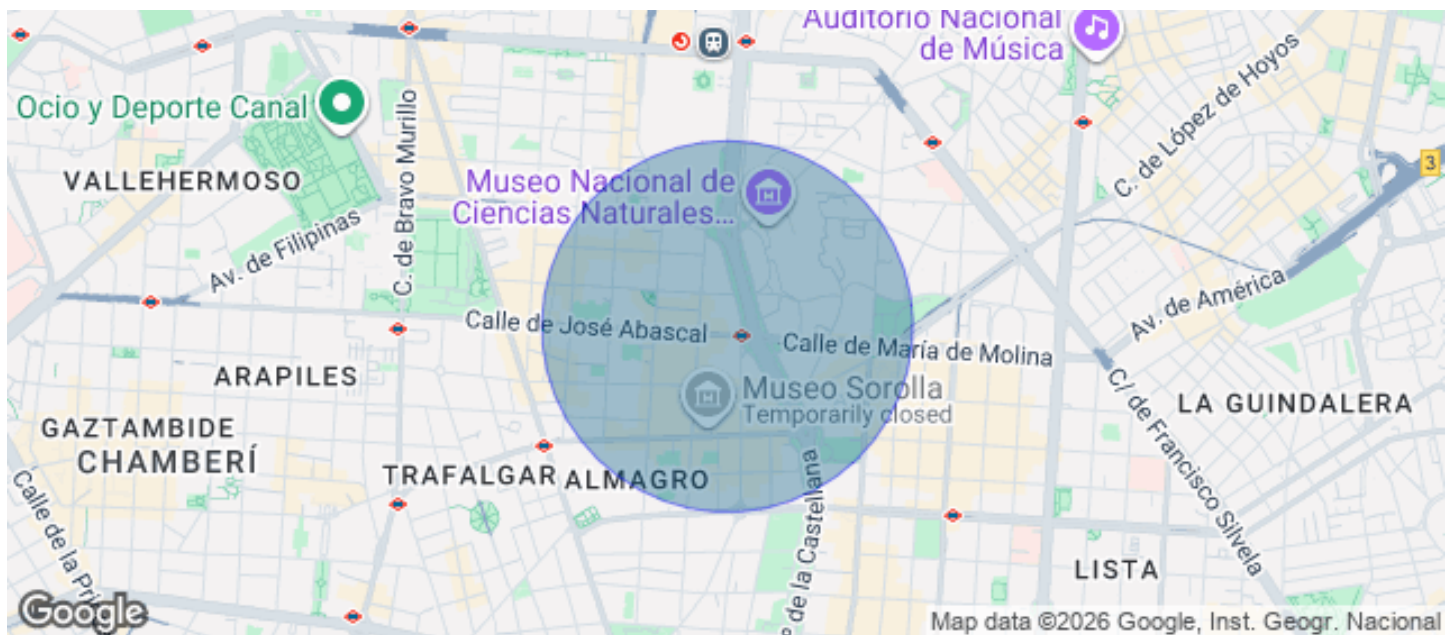 Auditorio Nacional
de Música
Ocio y Deporte Canal
C. de López de Hoyos
C. de Bravo Murillo
3
VALLEHERMOSO
Museo Nacional de
Ciencias Naturales...
Av. de Filipinas
Av. de América
Calle de José Abascal
Calle de María de Molina
ARAPILES
Museo Sorolla
Temporarily closed
C/ de Francisco Silvela
LA GUINDALERA
GAZTAMBIDE
CHAMBERÍ
TRAFALGAR
ALMAGRO
Calle de la Pri
º de la Castellana
LISTA
Google
Map data ©2026 Google, Inst. Geogr. Nacional